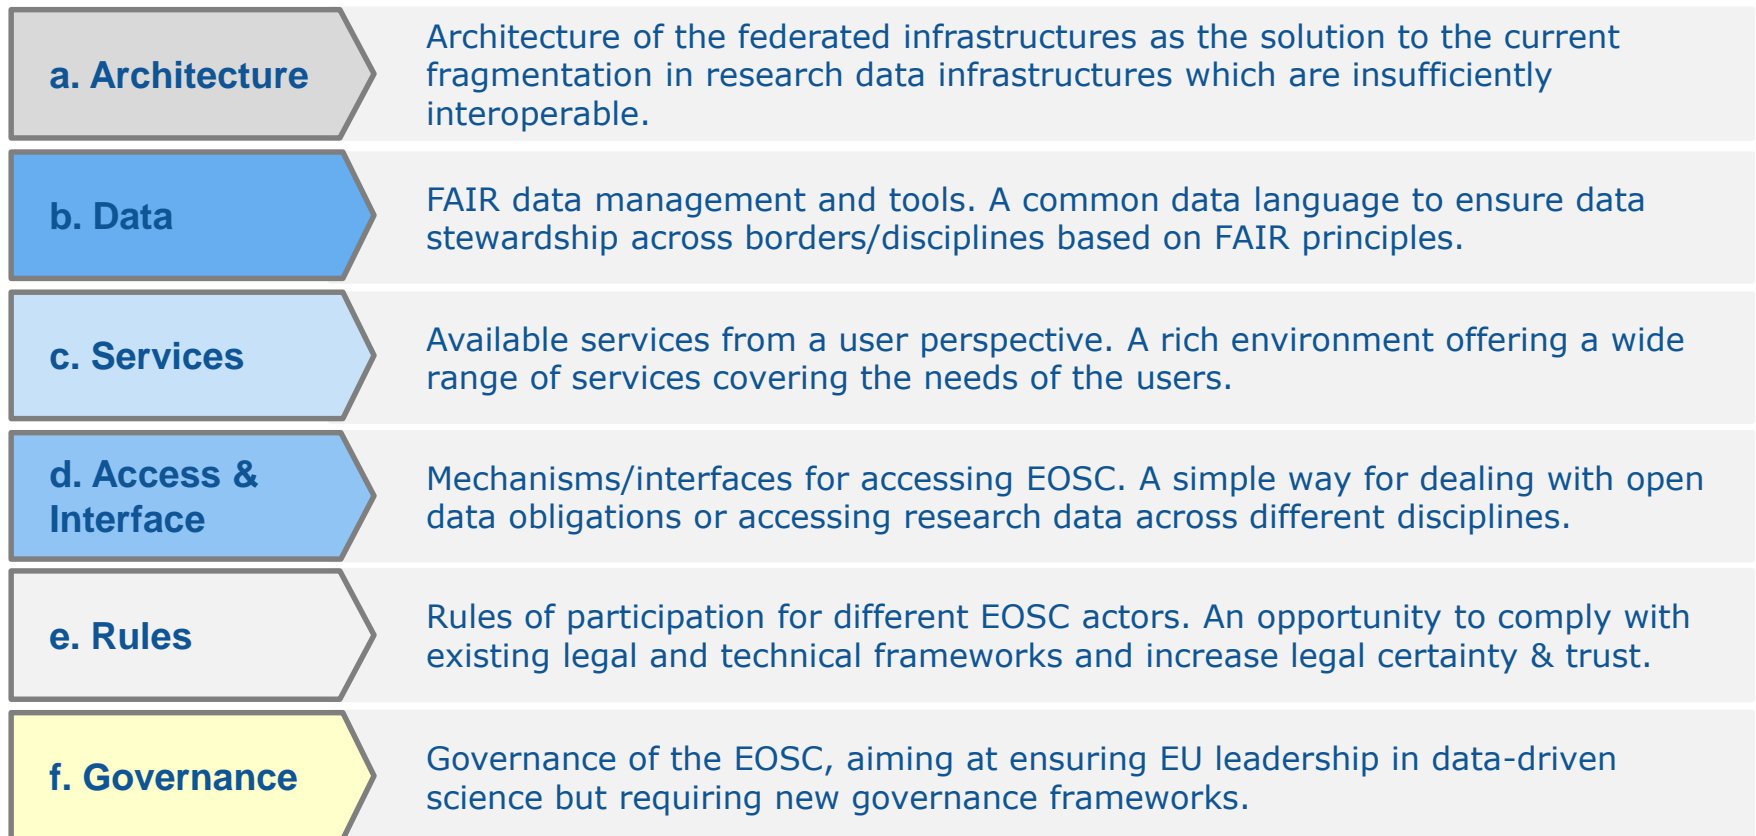 a. Architecture
Architecture of the federated infrastructures as the solution to the current
fragmentation in research data infrastructures which are insufficiently
interoperable.
b. Data
FAIR data management and tools. A common data language to ensure data
stewardship across borders/disciplines based on FAIR principles.
c. Services
Available services from a user perspective. A rich environment offering a wide
range of services covering the needs of the users.
d. Access &
Interface
Mechanisms/interfaces for accessing EOSC. A simple way for dealing with open
data obligations or accessing research data across different disciplines.
e. Rules
Rules of participation for different EOSC actors. An opportunity to comply with
existing legal and technical frameworks and increase legal certainty & trust.
f. Governance
Governance of the EOSC, aiming at ensuring EU leadership in data-driven
science but requiring new governance frameworks.